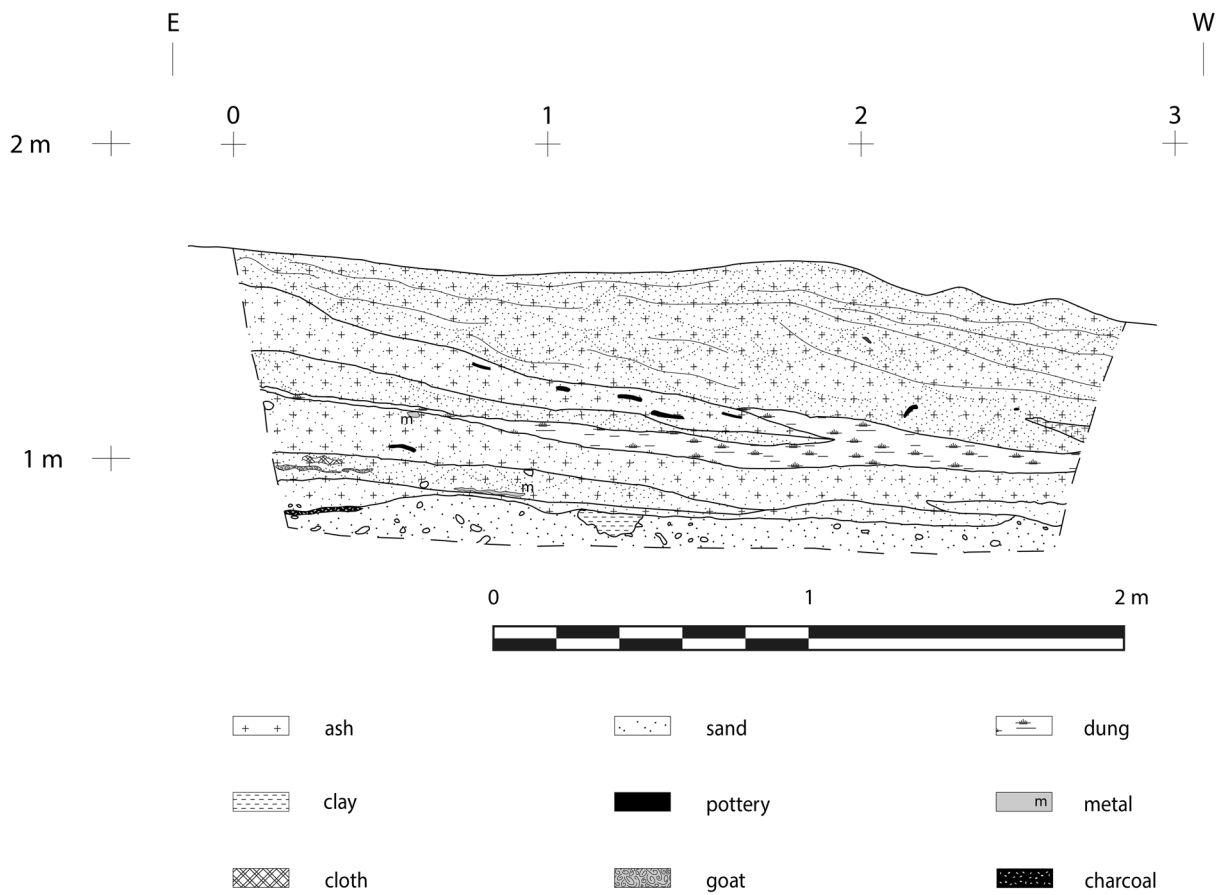 E W
0 1 2 3
2 m
m
1 m
m
0 1 2 m
ash sand dung
clay pottery m metal
cloth goat charcoal